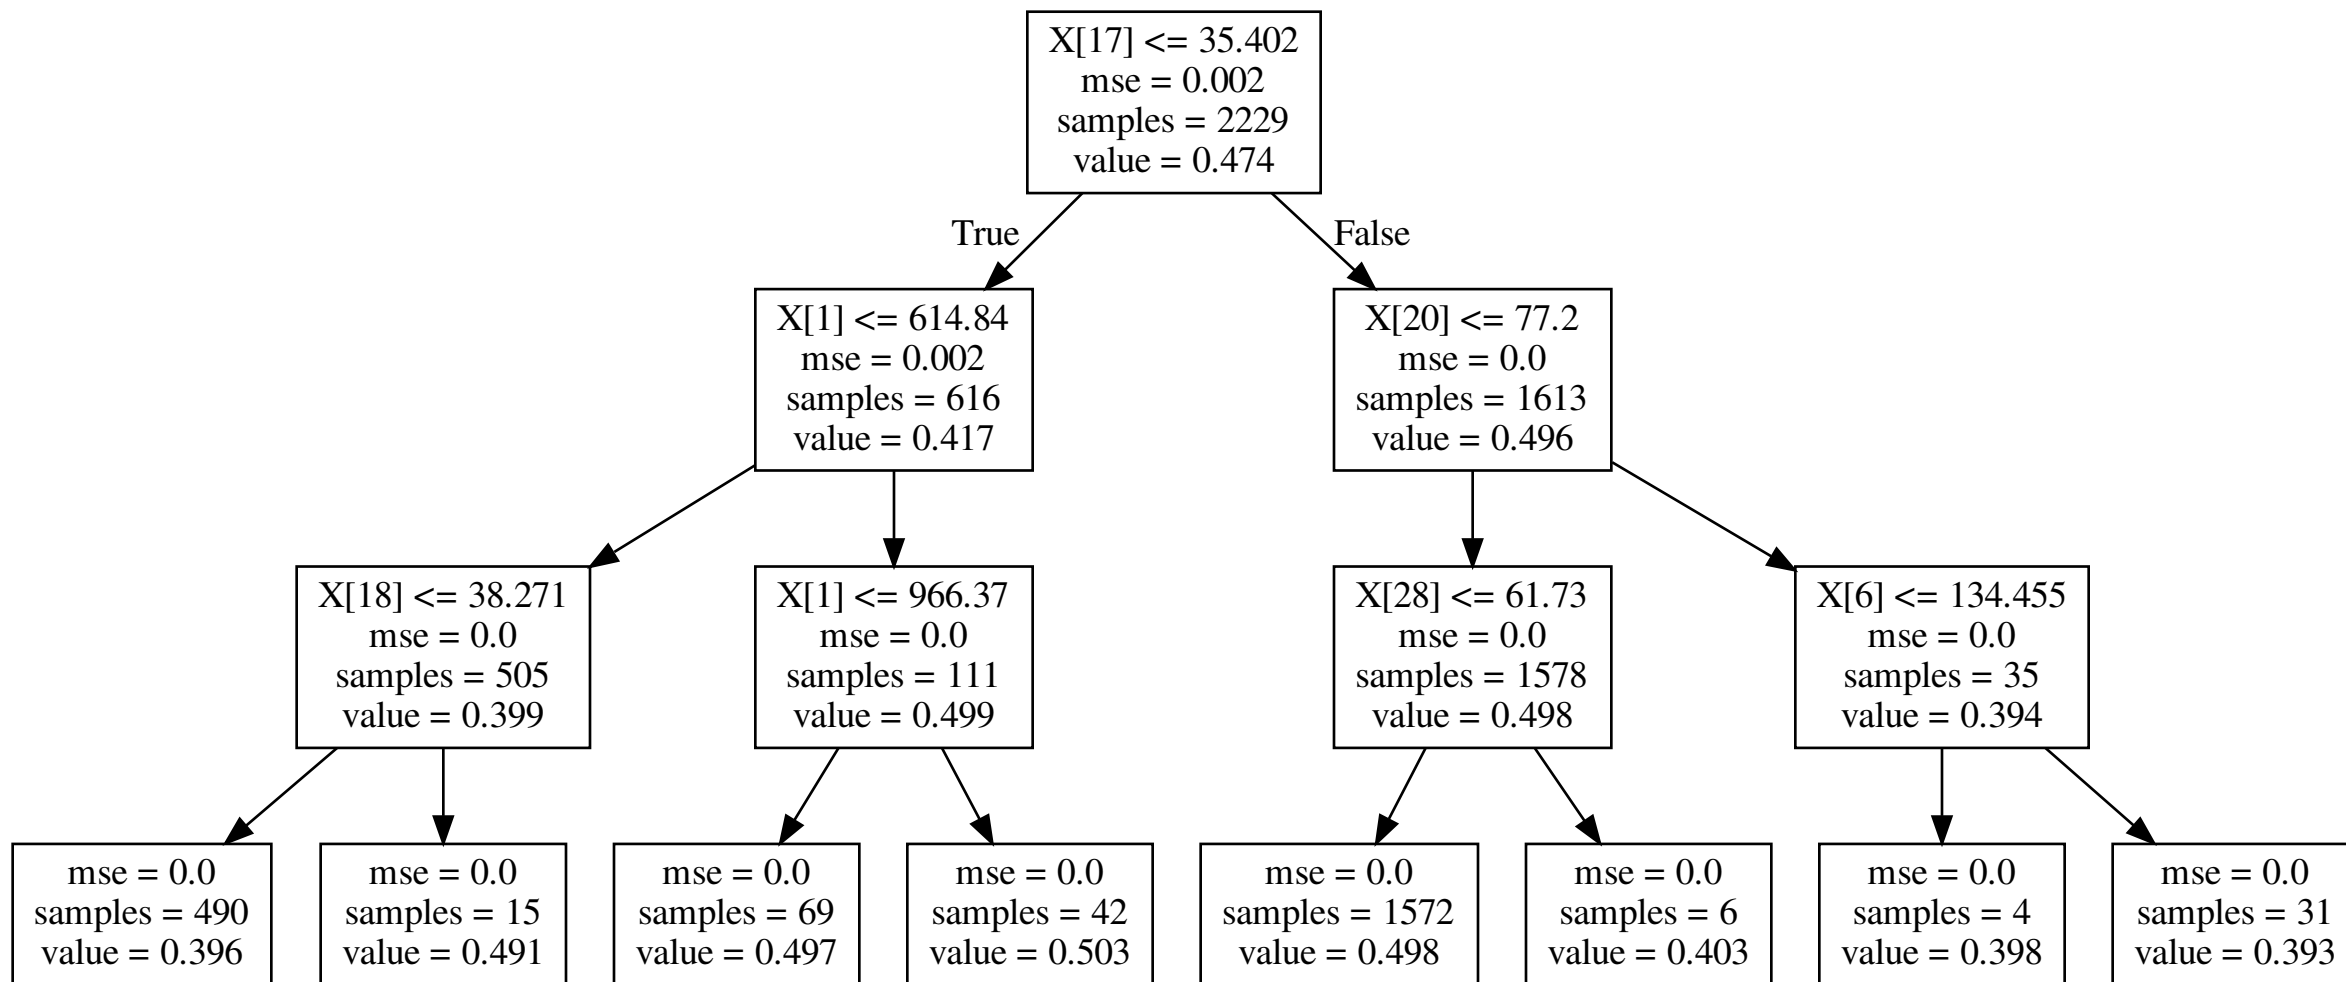 X[17] <= 35.402
mse = 0.002
samples = 2229
value = 0.474
True
False
X[1] <= 614.84
mse = 0.002
samples = 616
value = 0.417
X[20] <= 77.2
mse = 0.0
samples = 1613
value = 0.496
X[18] <= 38.271
mse = 0.0
samples = 505
value = 0.399
X[1] <= 966.37
mse = 0.0
samples = 111
value = 0.499
X[28] <= 61.73
mse = 0.0
samples = 1578
value = 0.498
X[6] <= 134.455
mse = 0.0
samples = 35
value = 0.394
mse = 0.0
samples = 490
value = 0.396
mse = 0.0
samples = 15
value = 0.491
mse = 0.0
samples = 69
value = 0.497
mse = 0.0
samples = 42
value = 0.503
mse = 0.0
samples = 1572
value = 0.498
mse = 0.0
samples = 6
value = 0.403
mse = 0.0
samples = 4
value = 0.398
mse = 0.0
samples = 31
value = 0.393